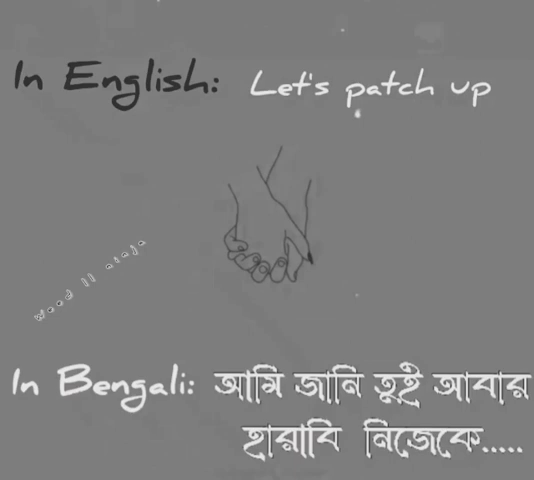 In English: Let's patch up
In Bengali: আমি জানি তুই আবার
হারাবি নিজেকে.....